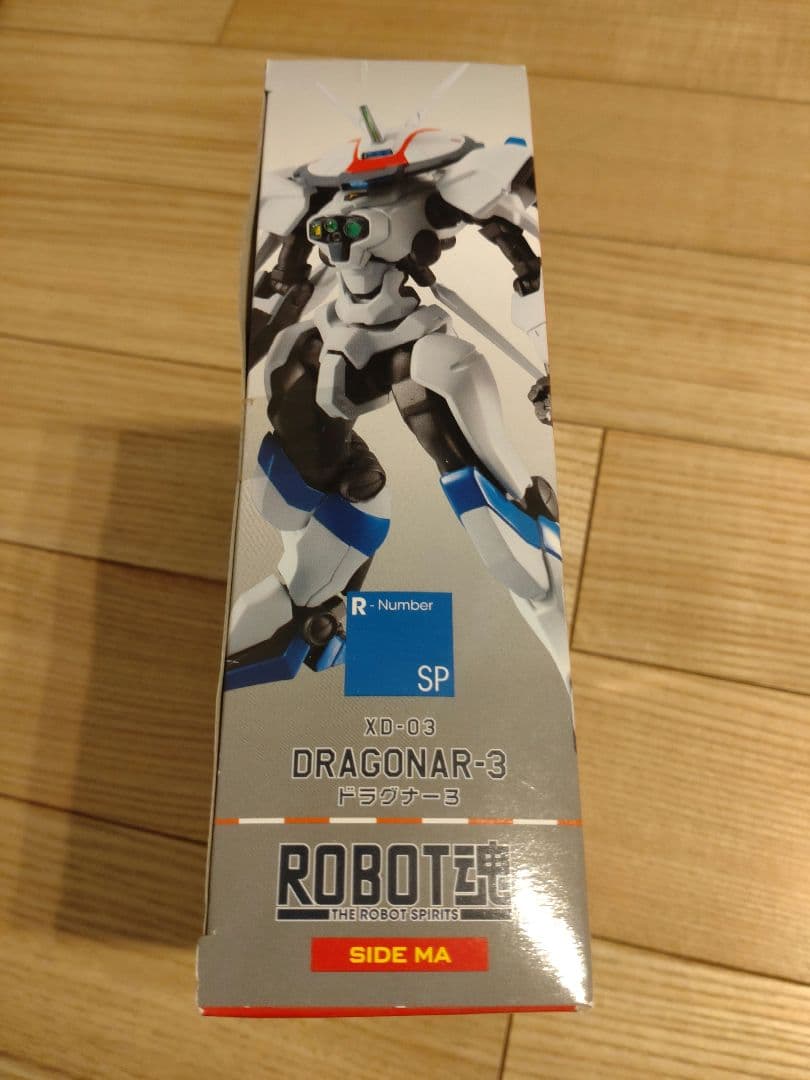 R - Number
SP
XD-03
DRAGONAR-3
ドラグナー3
ROBOT魂
THE ROBOT SPIRITS
SIDE MA